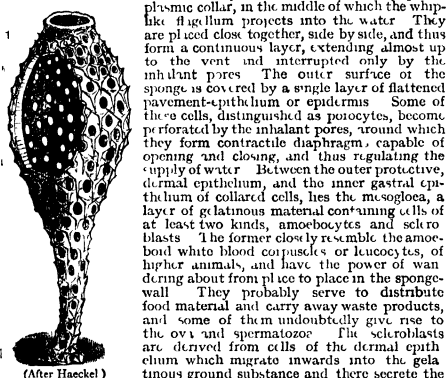 plasmic collar, in the middle of which the whip-
like flagellum projects into the water They
are placed close together, side by side, and thus
form a continuous layer, extending almost up
to the vent and interrupted only by the
inhalant pores The outer surface of the
sponge is covered by a single layer of flattened
pavement-epithelium or epidermis Some of
these cells, distinguished as porocytes, become
perforated by the inhalant pores, around which
they form contractile diaphragms capable of
opening and closing, and thus regulating the
supply of water Between the outer protective,
dermal epithelium, and the inner gastral epi-
thelium of collared cells, lies the mesogloea, a
layer of gelatinous material containing cells of
at least two kinds, amoebocytes and sclero
blasts The former closely resemble the amoe-
boid white blood corpuscles or leucocytes, of
higher animals, and have the power of wan
dering about from place to place in the sponge-
wall They probably serve to distribute
food material and carry away waste products,
and some of them undoubtedly give rise to
the ova and spermatozoa The scleroblasts
are derived from cells of the dermal epith
elium which migrate inwards into the gela
tinous ground substance and there secrete the
(After Haeckel)